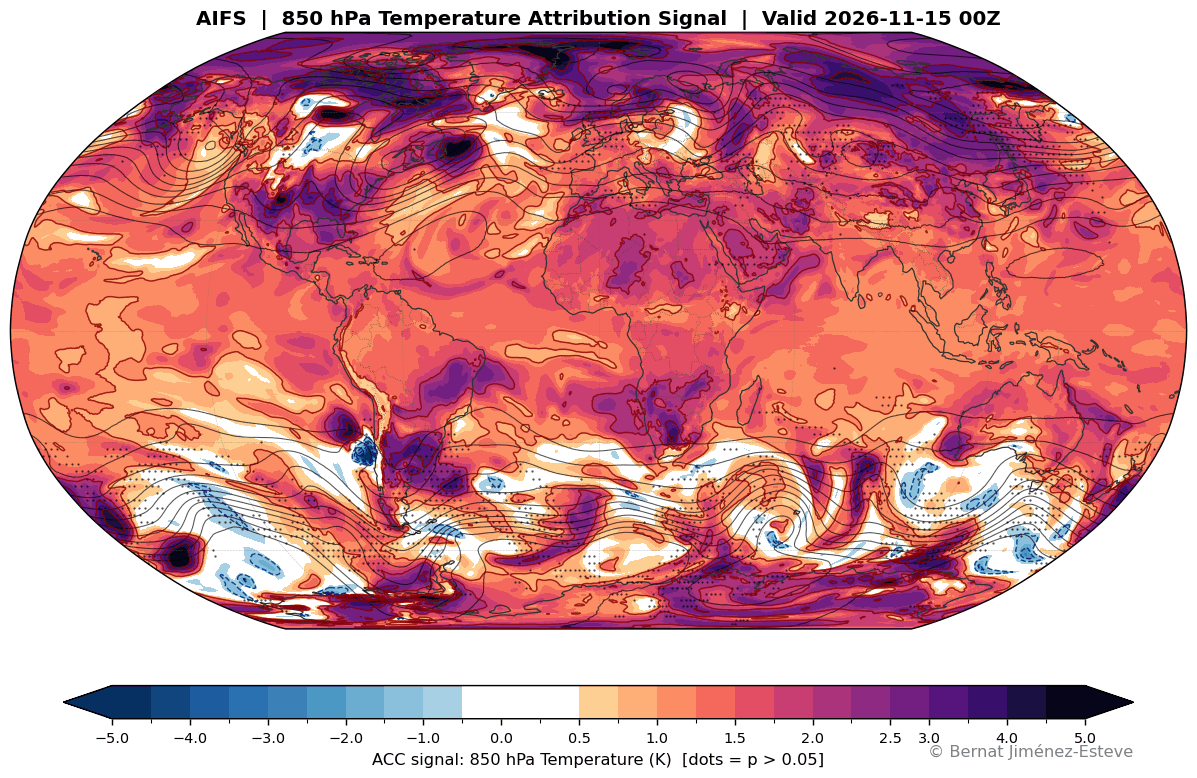 AIFS | 850 hPa Temperature Attribution Signal | Valid 2026-11-15 00Z
−5.0 −4.0 −3.0 −2.0 −1.0 0.0 0.5 1.0 1.5 2.0 2.5 3.0 4.0 5.0
ACC signal: 850 hPa Temperature (K) [dots = p > 0.05]
© Bernat Jiménez-Esteve